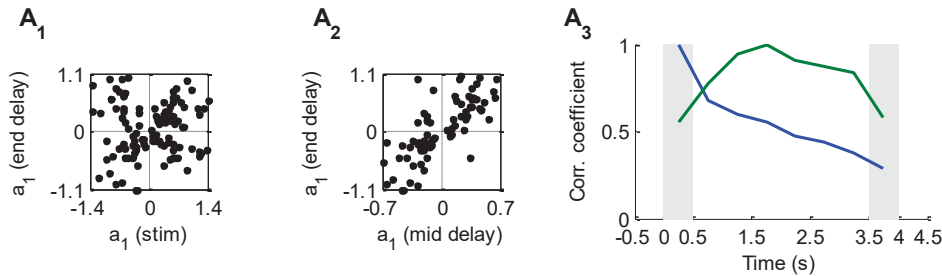 A1
a1 (end delay)
1.1
0
-1.1
-1.4 0 1.4
a1 (stim)
A2
a1 (end delay)
1.1
0
-1.1
-0.7 0 0.7
a1 (mid delay)
A3
Corr. coefficient
1
0.5
0
-0.5 0 0.5 1.5 2.5 3.5 4 4.5
Time (s)